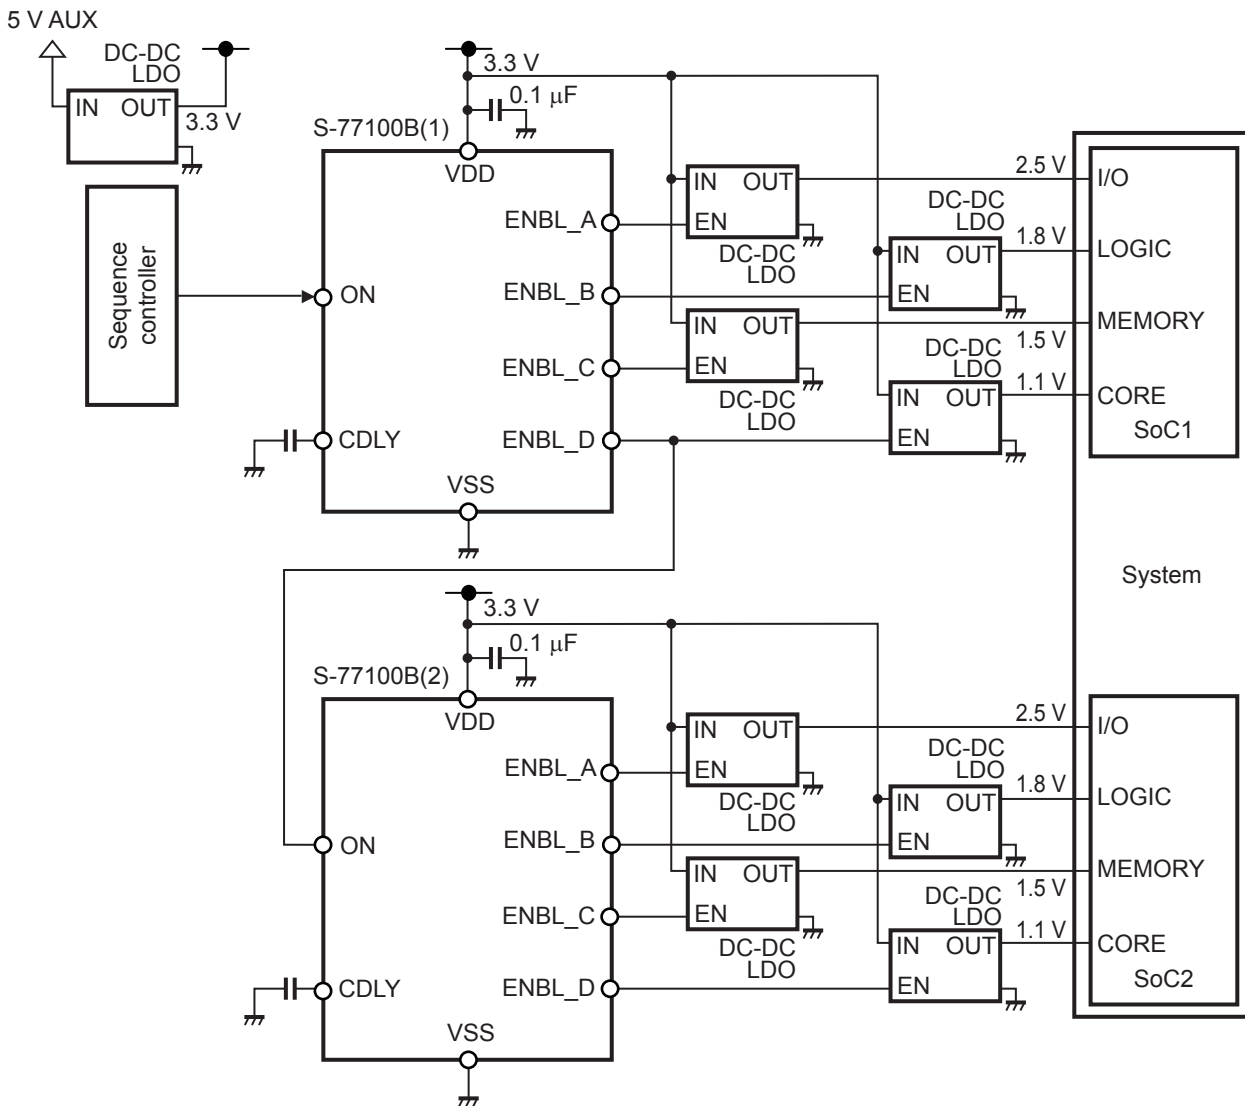 5 V AUX
DC-DC
LDO
IN OUT
3.3 V
Sequence
controller
3.3 V
0.1 μF
S-77100B(1)
VDD
ENBL_A
ON
ENBL_B
ENBL_C
CDLY
ENBL_D
VSS
IN OUT
EN
DC-DC
LDO
DC-DC
LDO
IN OUT
EN
IN OUT
EN
DC-DC
LDO
DC-DC
LDO
IN OUT
EN
2.5 V
I/O
1.8 V
LOGIC
MEMORY
1.5 V
1.1 V
CORE
SoC1
System
3.3 V
0.1 μF
S-77100B(2)
VDD
ENBL_A
ON
ENBL_B
ENBL_C
CDLY
ENBL_D
VSS
IN OUT
EN
DC-DC
LDO
DC-DC
LDO
IN OUT
EN
IN OUT
EN
DC-DC
LDO
DC-DC
LDO
IN OUT
EN
2.5 V
I/O
1.8 V
LOGIC
MEMORY
1.5 V
1.1 V
CORE
SoC2